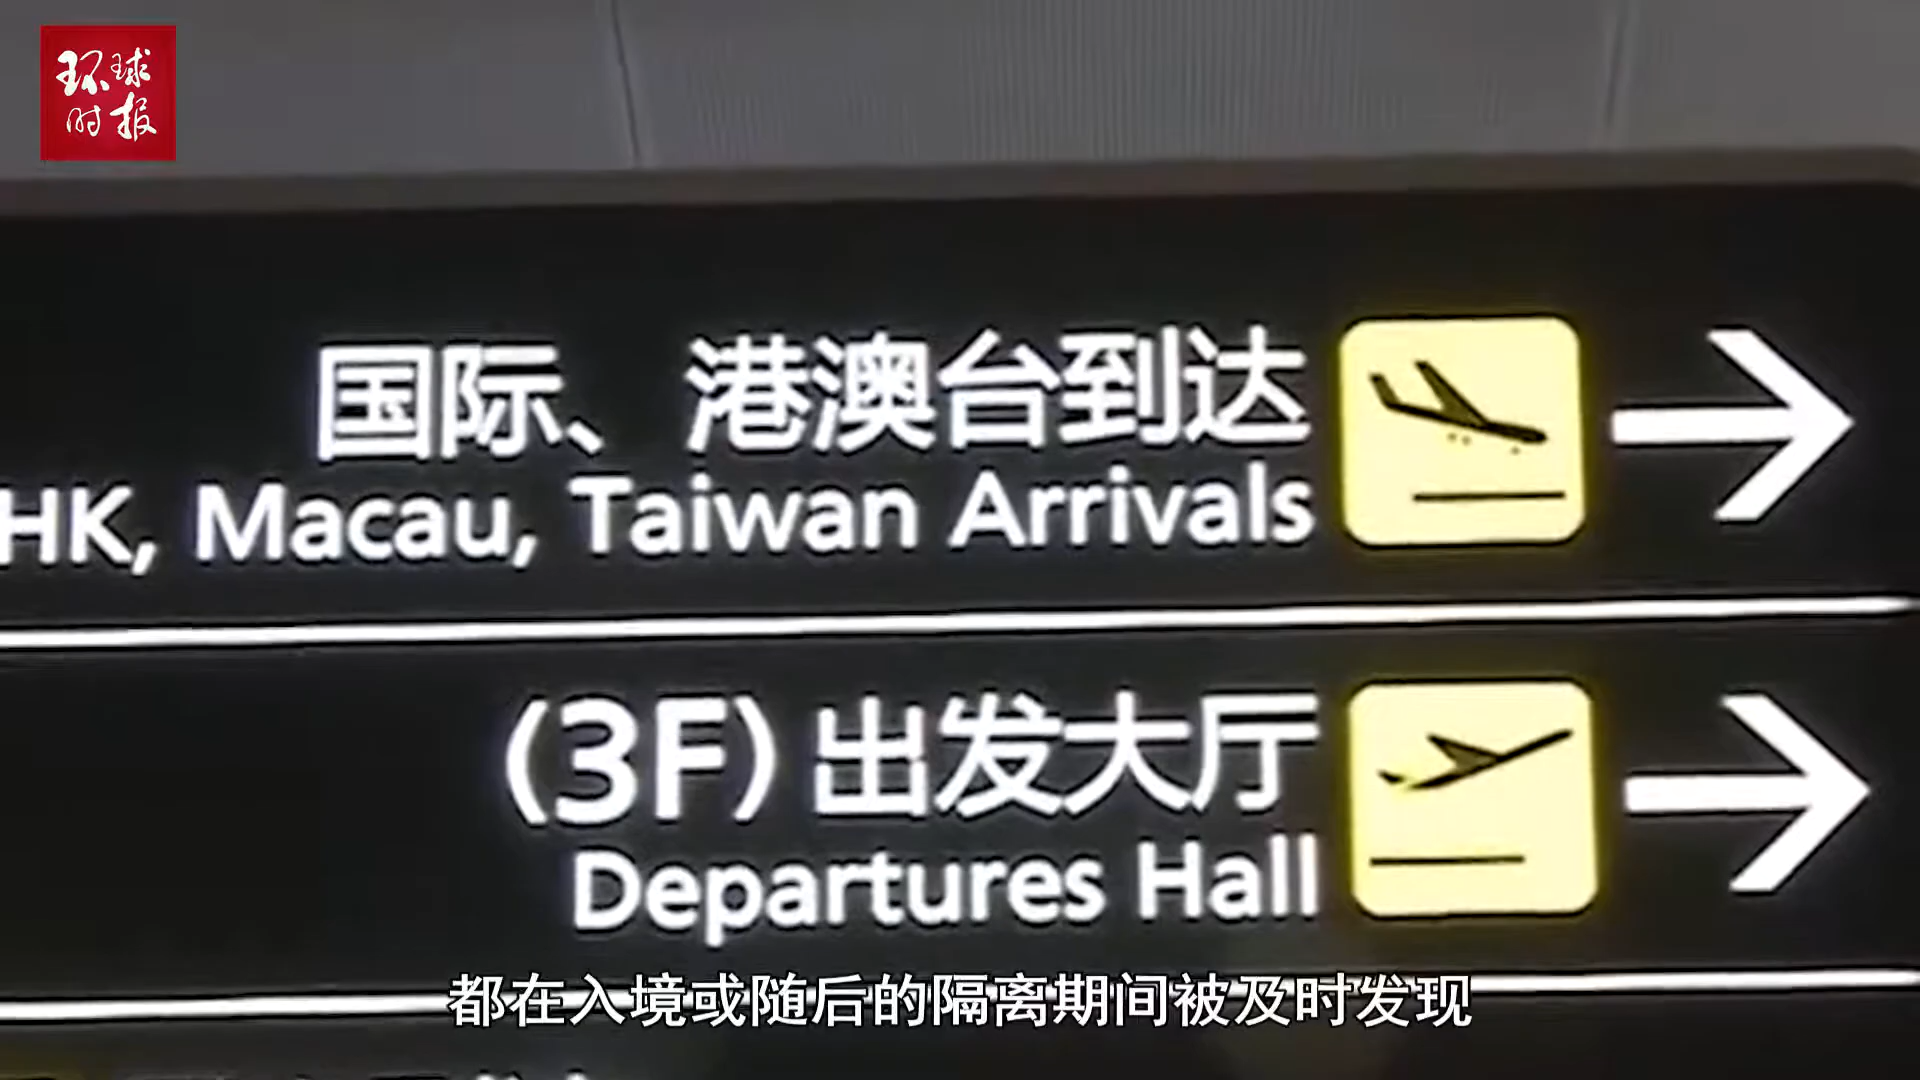 环球
时报
国际、港澳台到达
HK, Macau, Taiwan Arrivals
(3F)出发大厅
Departures Hall
都在入境或随后的隔离期间被及时发现